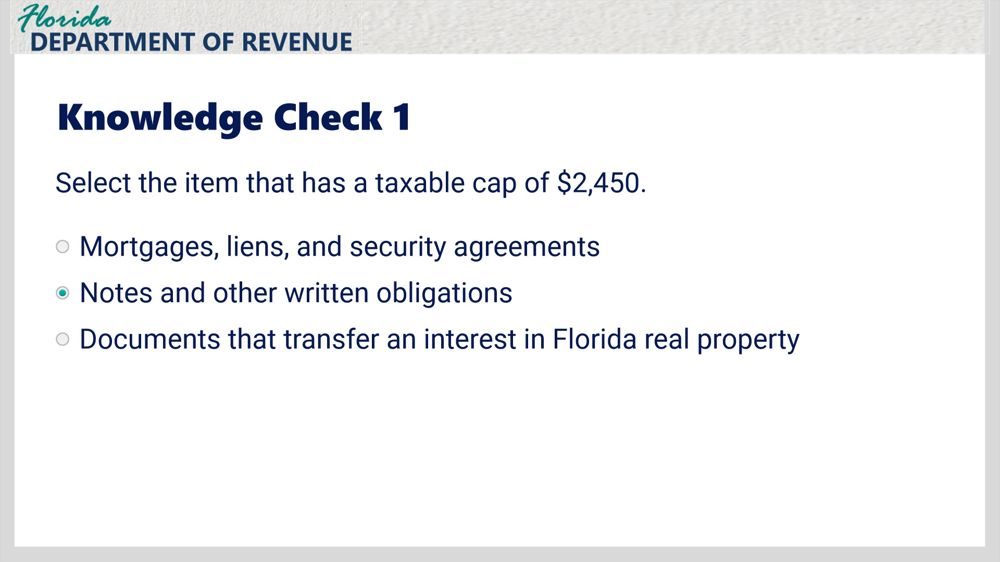 Florida
DEPARTMENT OF REVENUE
Knowledge Check 1
Select the item that has a taxable cap of $2,450.
Mortgages, liens, and security agreements
Notes and other written obligations
Documents that transfer an interest in Florida real property